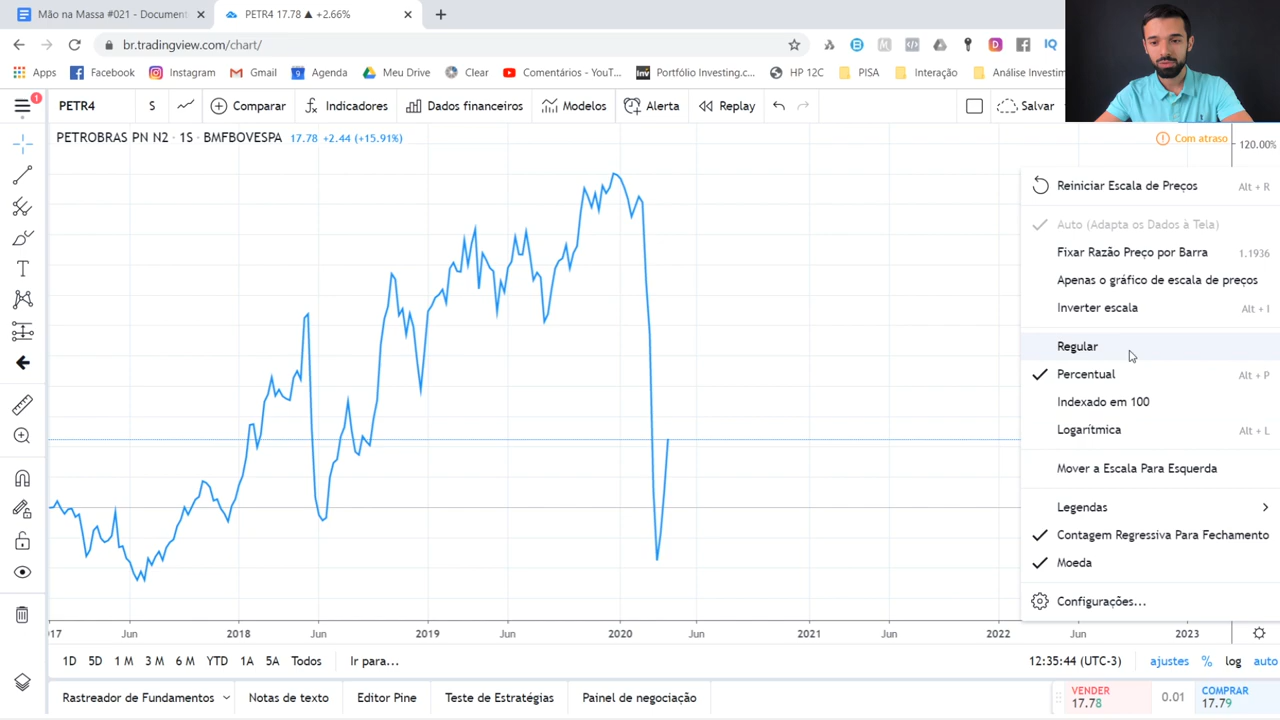 Mão na Massa #021 - Document
PETR4 17.78 ▲ +2.66%
br.tradingview.com/chart/
Apps Facebook Instagram Gmail Agenda Meu Drive Clear Comentários - YouT... Portfólio Investing.c... HP 12C PISA Interação Análise Investim
PETR4 S Comparar Indicadores Dados financeiros Modelos Alerta Replay Salvar
1
PETROBRAS PN N2 · 1S · BMFBOVESPA 17.78 +2.44 (+15.91%)
Com atraso
120.00%
Reiniciar Escala de Preços Alt + R
Auto (Adapta os Dados à Tela)
Fixar Razão Preço por Barra 1.1936
Apenas o gráfico de escala de preços
Inverter escala Alt + I
Regular
Percentual Alt + P
Indexado em 100
Logarítmica Alt + L
Mover a Escala Para Esquerda
Legendas
Contagem Regressiva Para Fechamento
Moeda
Configurações...
17 Jun 2018 Jun 2019 Jun 2020 Jun 2021 Jun 2022 Jun 2023
1D 5D 1 M 3 M 6 M YTD 1A 5A Todos Ir para...
12:35:44 (UTC-3) ajustes % log auto
Rastreador de Fundamentos Notas de texto Editor Pine Teste de Estratégias Painel de negociação
VENDER
17.78
0.01
COMPRAR
17.79